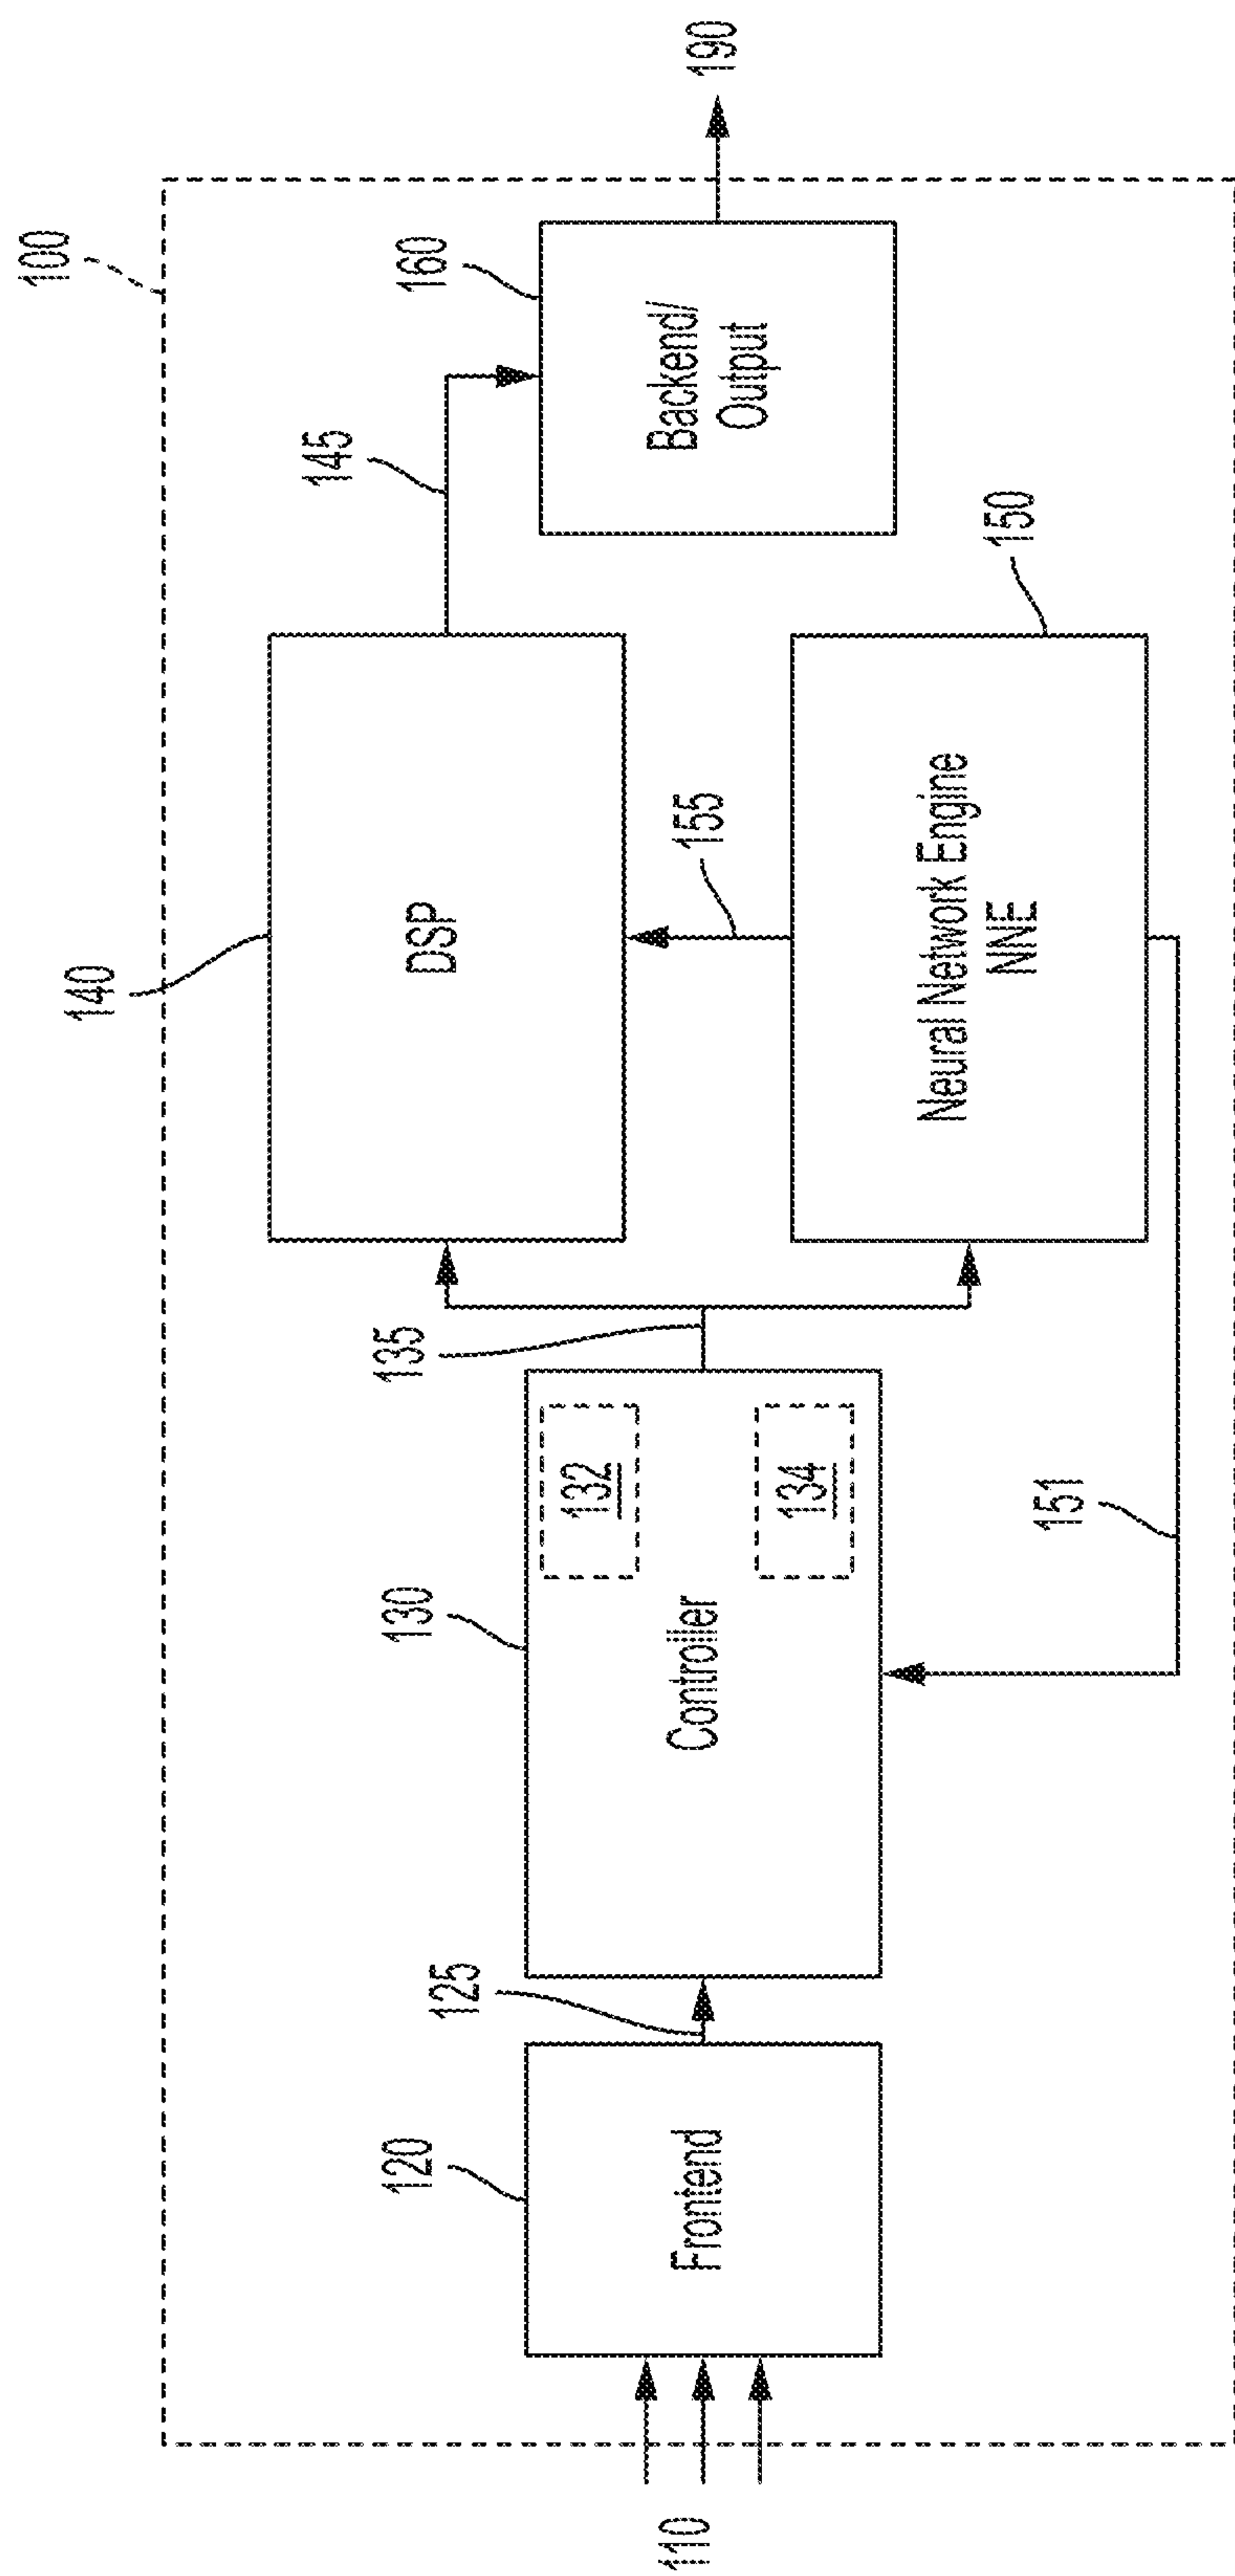 100
140
145
160
190
DSP
Backend/
Output
155
135
130
132
125
120
Controller
134
Frontend
110
Neural Network Engine
NNE
150
151